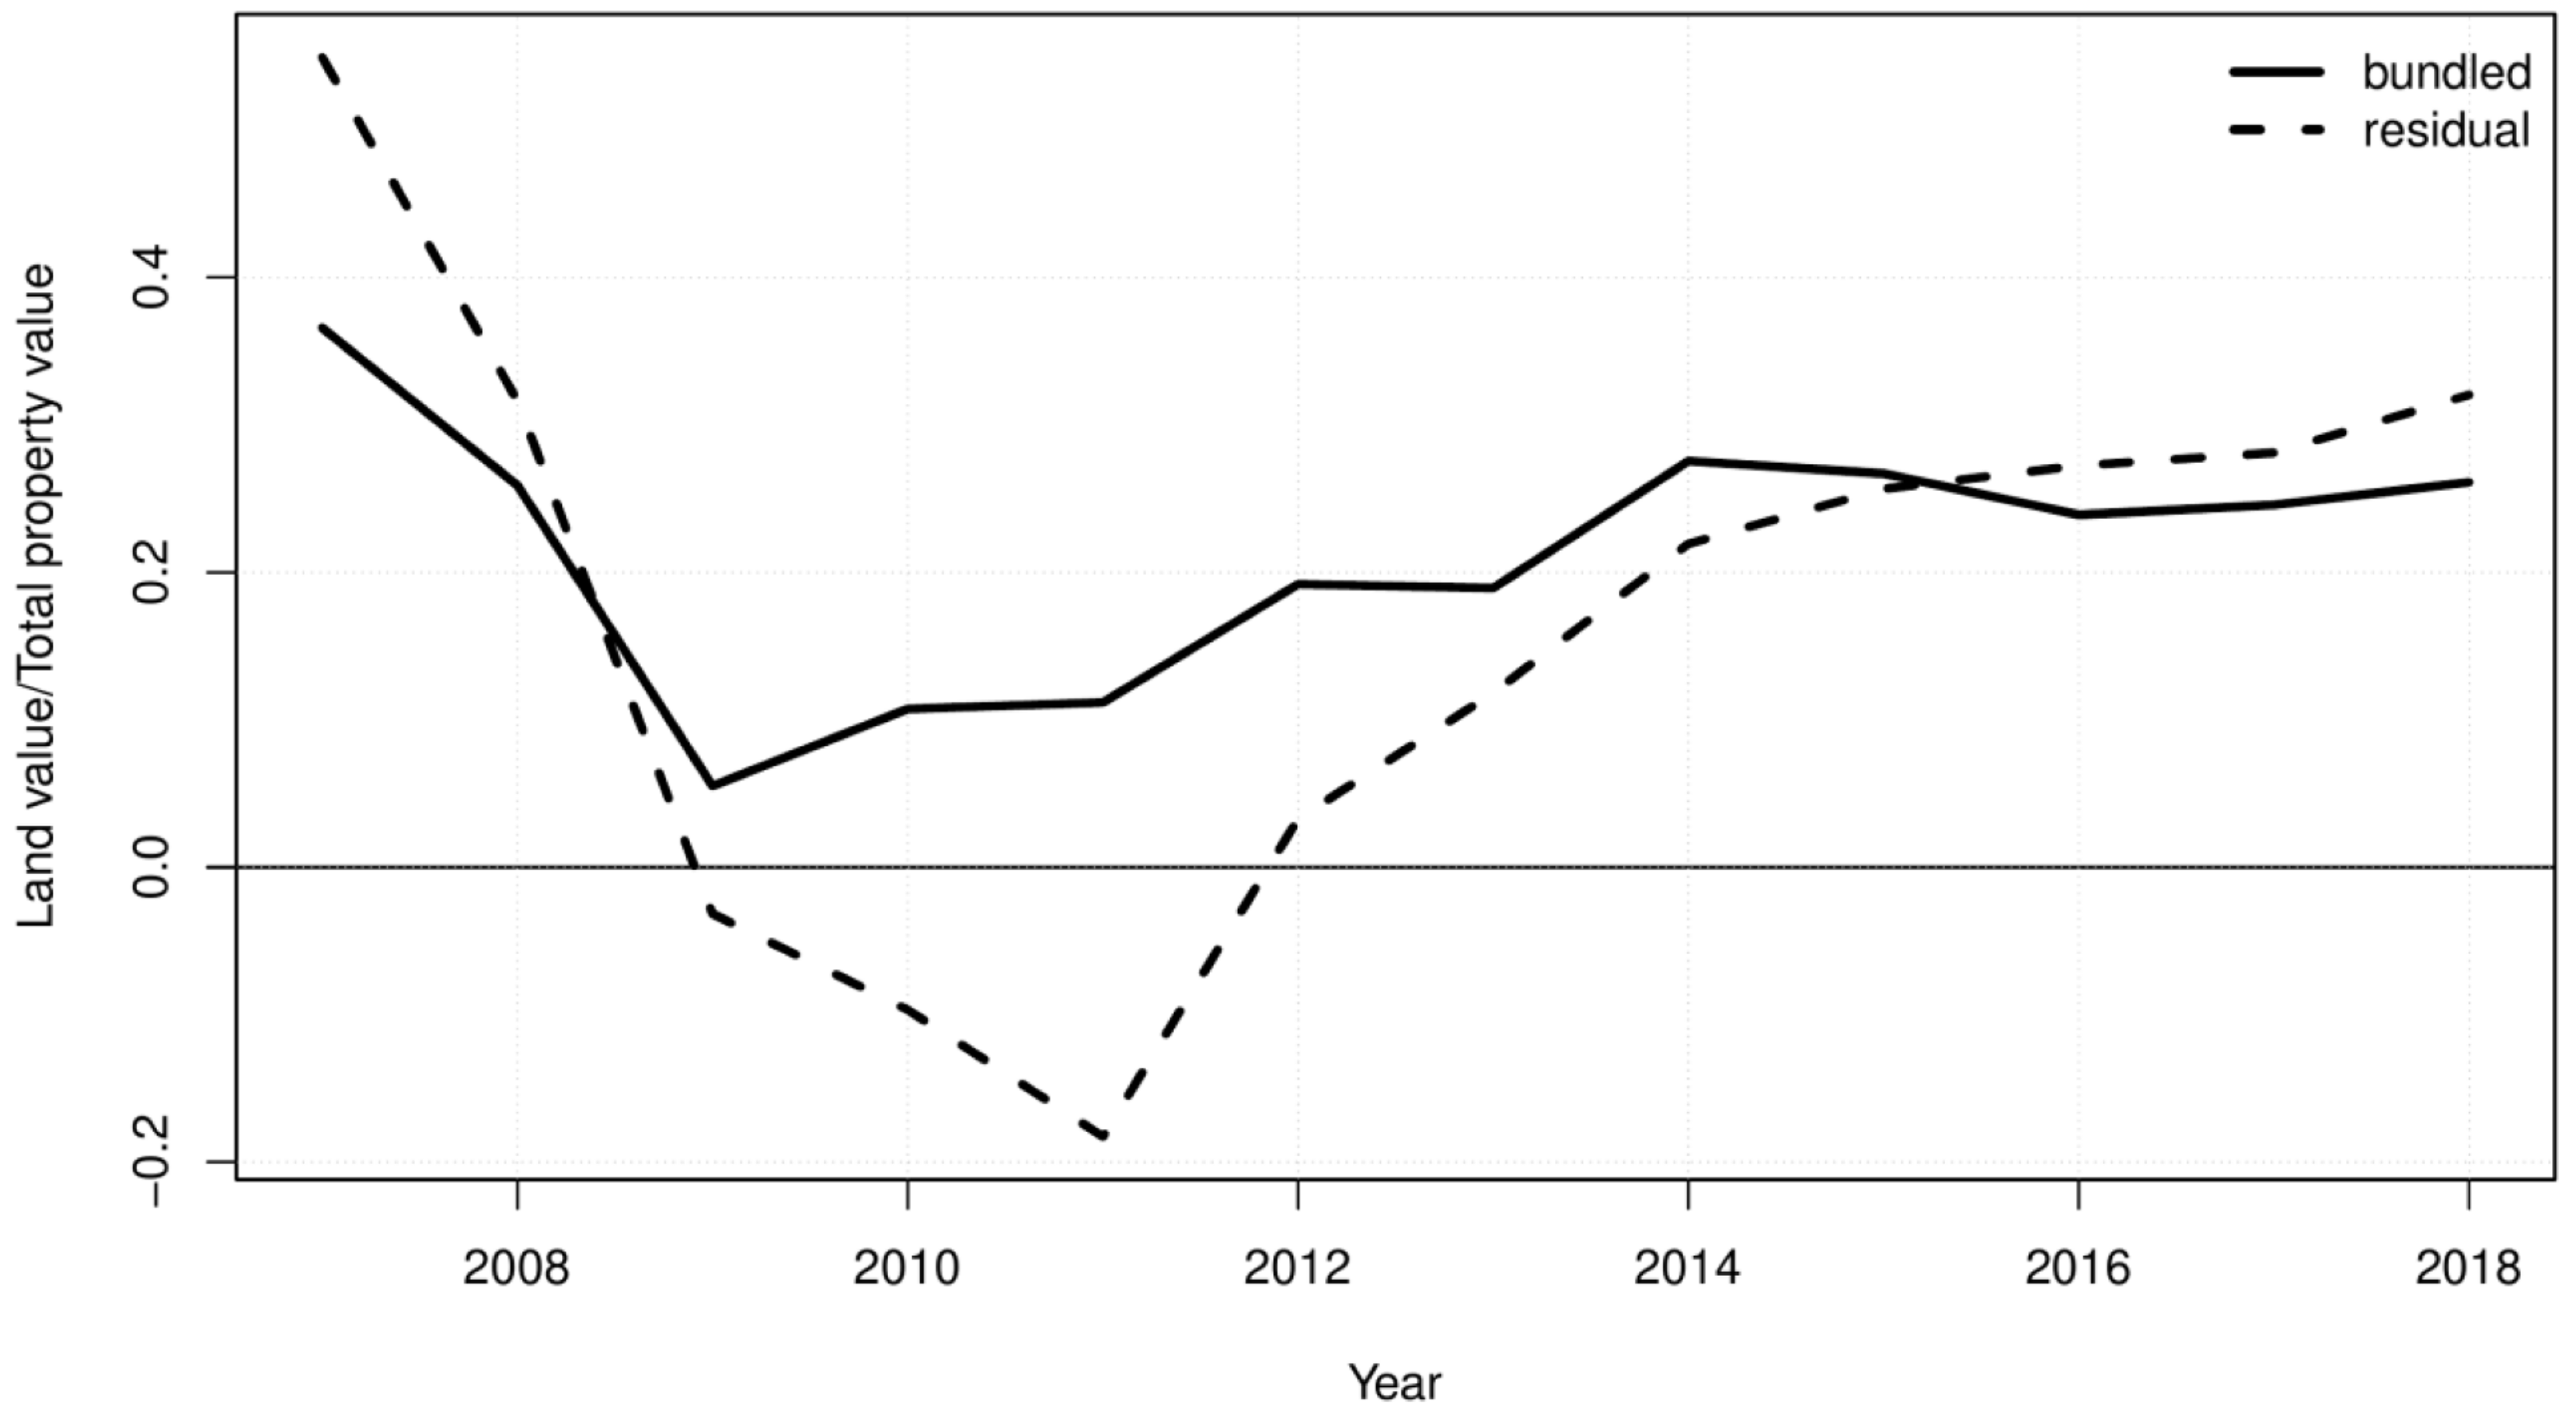 bundled
residual
Land value/Total property value
0.4
0.2
0.0
−0.2
2008 2010 2012 2014 2016 2018
Year